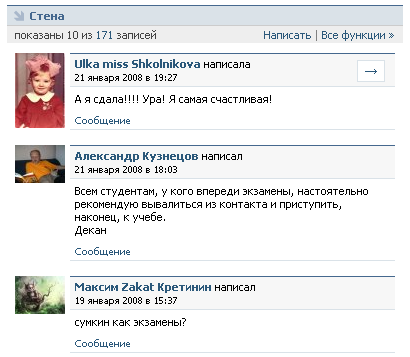 Стена
показаны 10 из 171 записей Написать | Все функции »
Ulka miss Shkolnikova написала
21 января 2008 в 19:27
А я сдала!!!! Ура! Я самая счастливая!
Сообщение
Александр Кузнецов написал
21 января 2008 в 18:03
Всем студентам, у кого впереди экзамены, настоятельно
рекомендую вывалиться из контакта и приступить,
наконец, к учебе.
Декан
Сообщение
Максим Zakat Кретинин написал
19 января 2008 в 15:37
сумкин как экзамены?
Сообщение